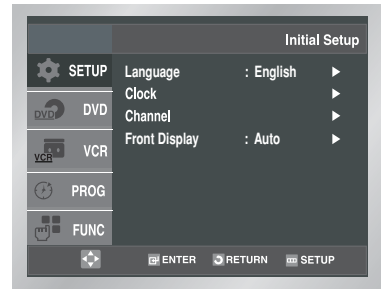 Initial Setup
SETUP
Language : English ►
Clock ►
DVD DVD
Channel ►
Front Display : Auto ►
VCR VCR
PROG
FUNC
ENTER RETURN SETUP